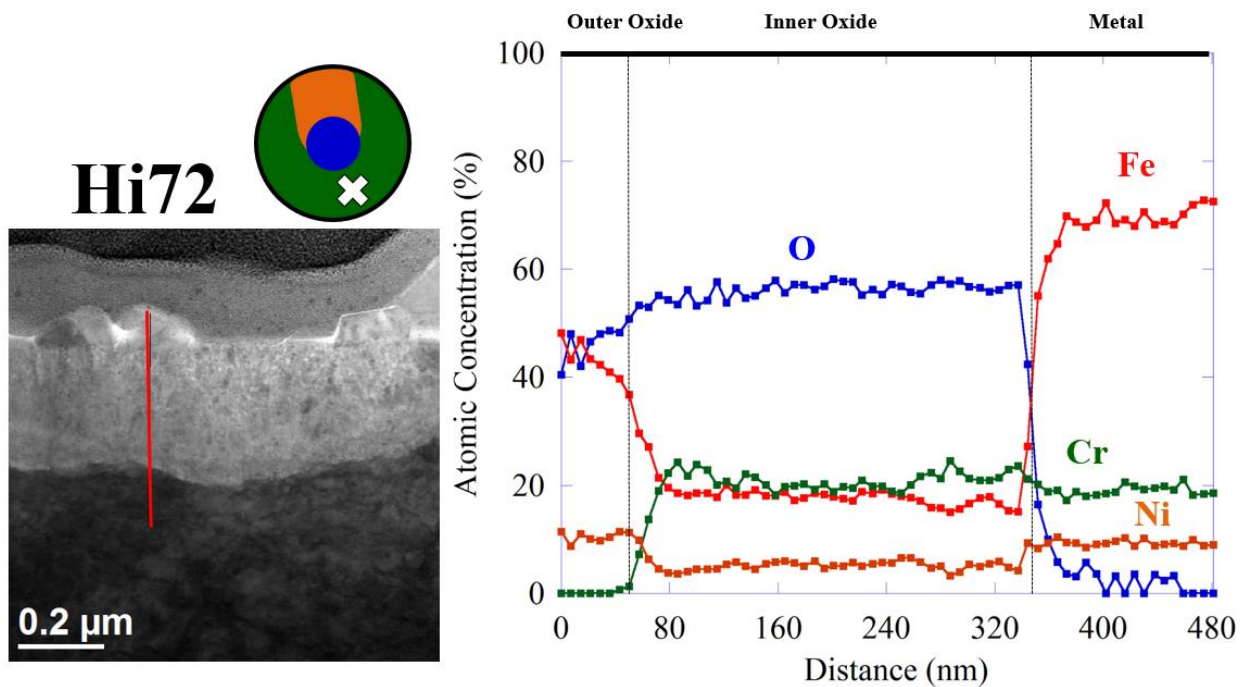 Hi72
0.2 µm
Outer Oxide
Inner Oxide
Metal
Atomic Concentration (%)
100
80
60
40
20
0
Fe
O
Cr
Ni
0
80
160
240
320
400
480
Distance (nm)